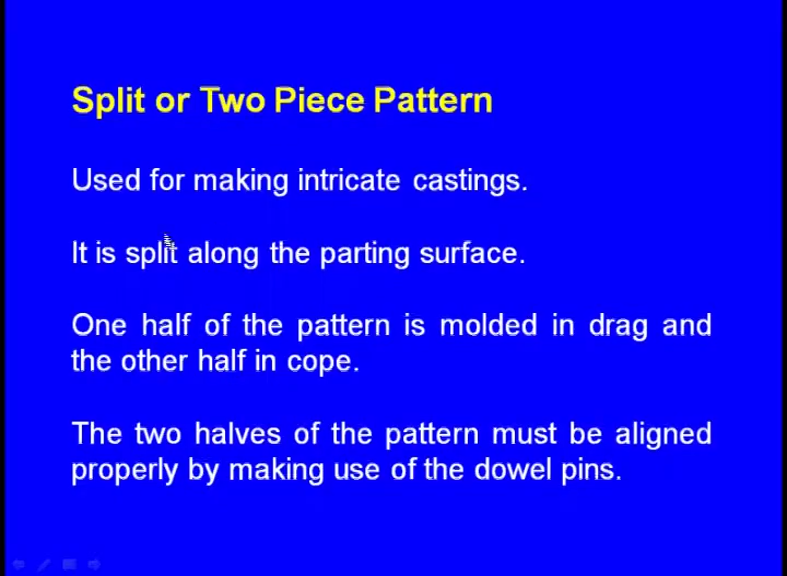 Split or Two Piece Pattern
Used for making intricate castings.
It is split along the parting surface.
One half of the pattern is molded in drag and
the other half in cope.
The two halves of the pattern must be aligned
properly by making use of the dowel pins.